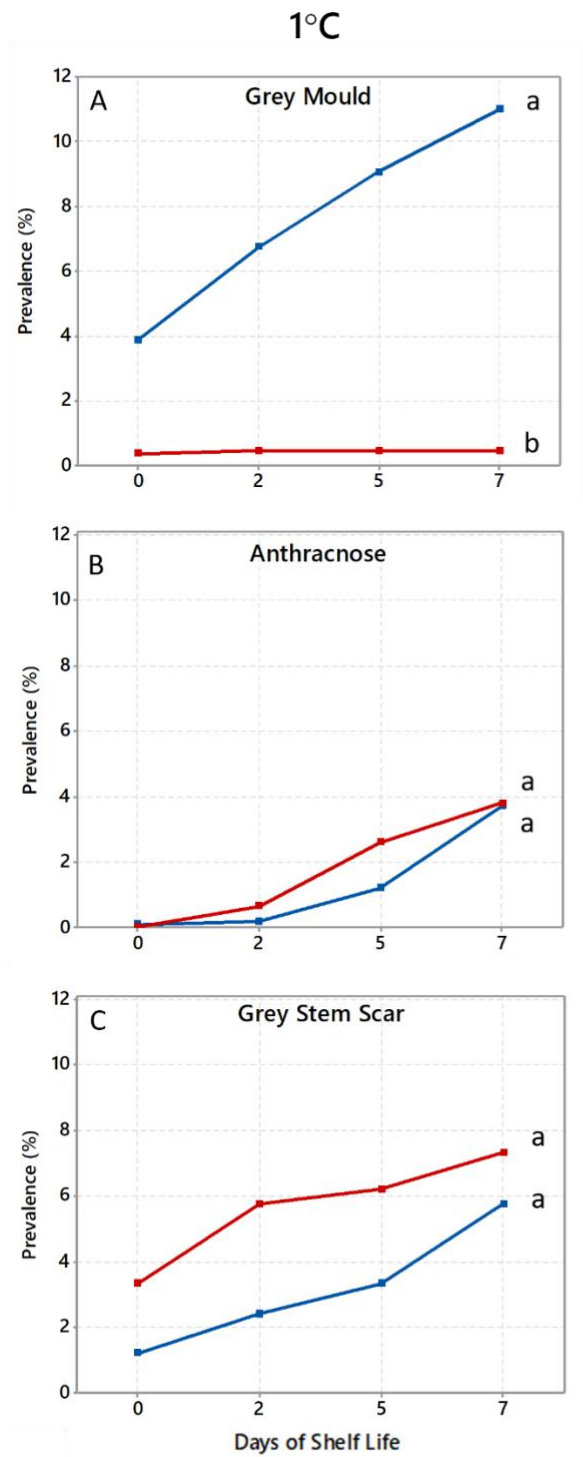 1°C
A
Grey Mould
a
12
10
8
6
4
2
0
Prevalence (%)
b
0 2 5 7
B
Anthracnose
12
10
8
6
4
2
0
Prevalence (%)
a
a
0 2 5 7
C
Grey Stem Scar
12
10
8
6
4
2
0
Prevalence (%)
a
a
0 2 5 7
Days of Shelf Life